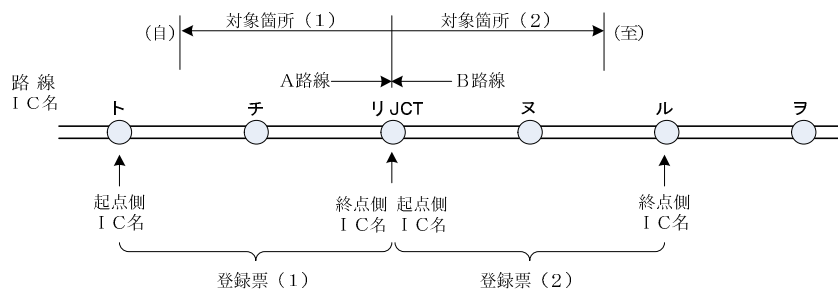 対象箇所（１） 対象箇所（２）
（自） （至）
A路線 B路線
路 線
ＩＣ名
ト チ リ JCT ヌ ル ヲ
起点側
ＩＣ名
終点側
ＩＣ名
起点側
ＩＣ名
終点側
ＩＣ名
登録票（１） 登録票（２）